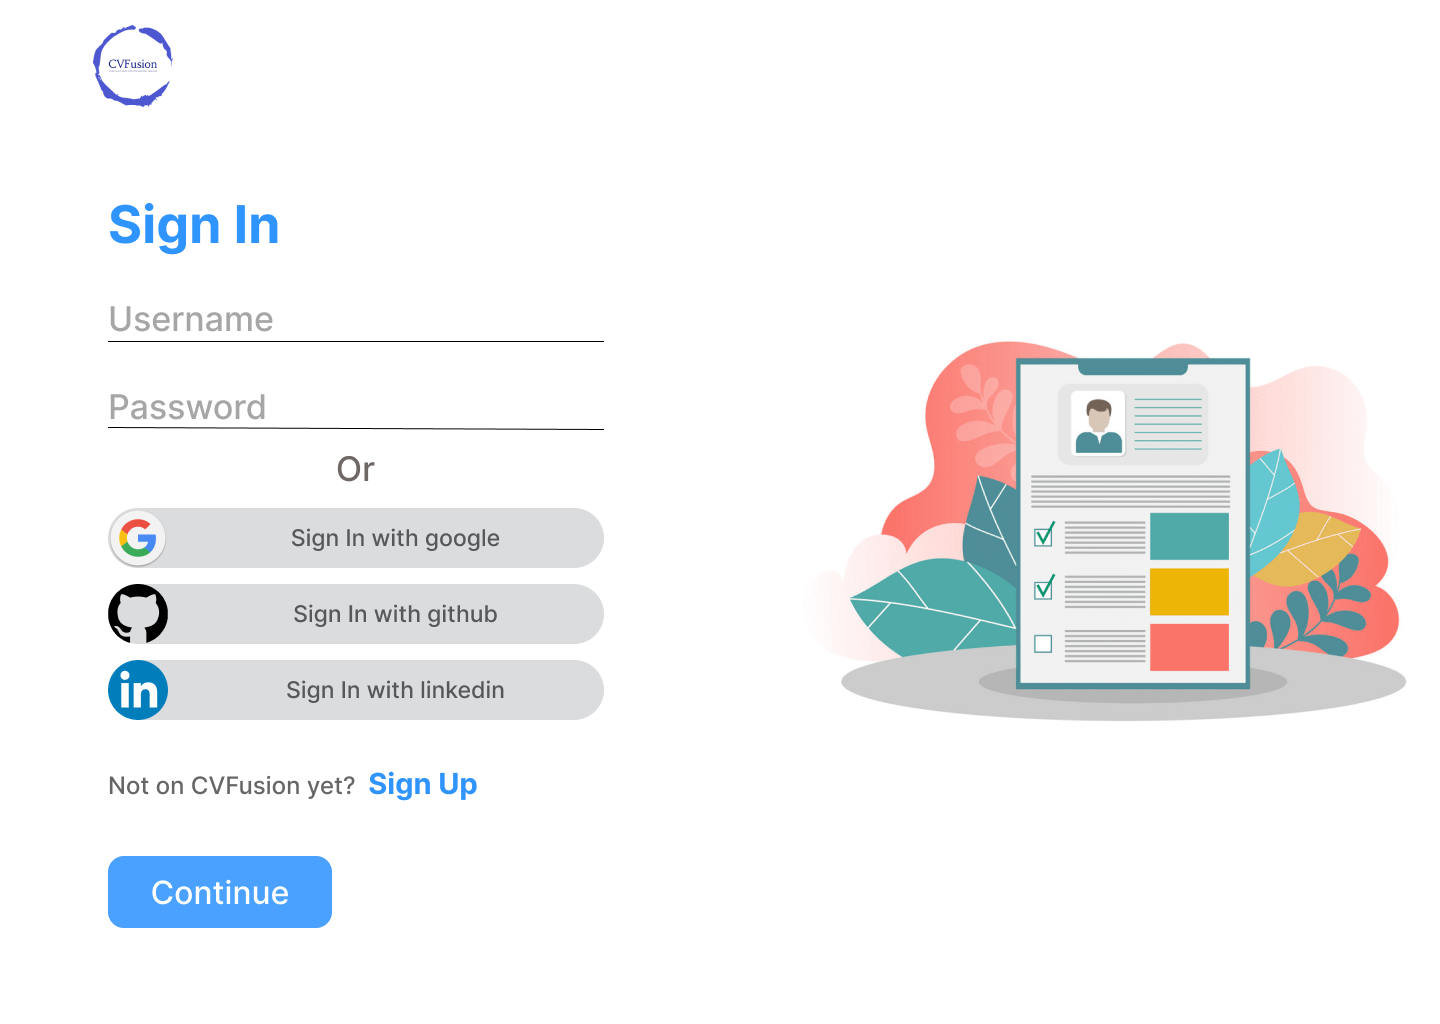 CVFusion
Sign In
Username
Password
Or
Sign In with google
Sign In with github
in
Sign In with linkedin
Not on CVFusion yet? Sign Up
Continue